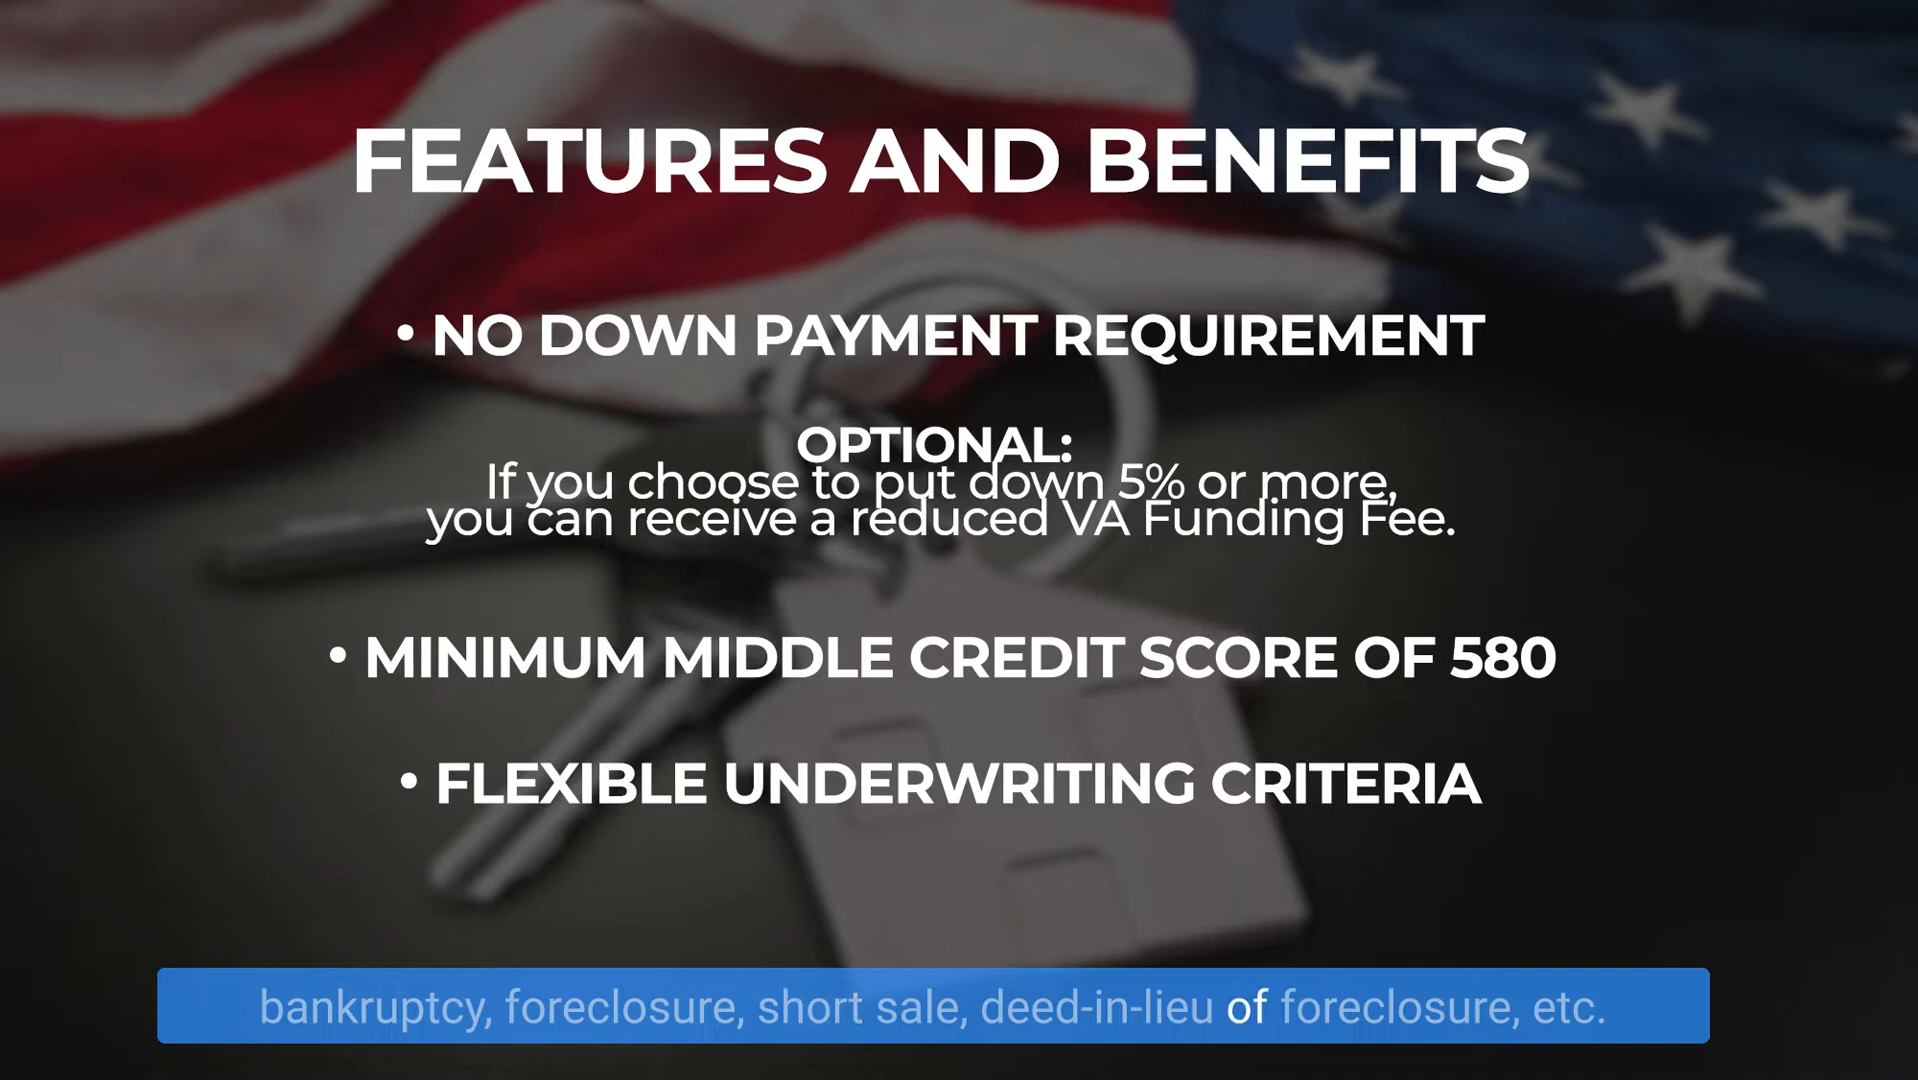 FEATURES AND BENEFITS
• NO DOWN PAYMENT REQUIREMENT
OPTIONAL:
If you choose to put down 5% or more,
you can receive a reduced VA Funding Fee.
• MINIMUM MIDDLE CREDIT SCORE OF 580
• FLEXIBLE UNDERWRITING CRITERIA
bankruptcy, foreclosure, short sale, deed-in-lieu of foreclosure, etc.